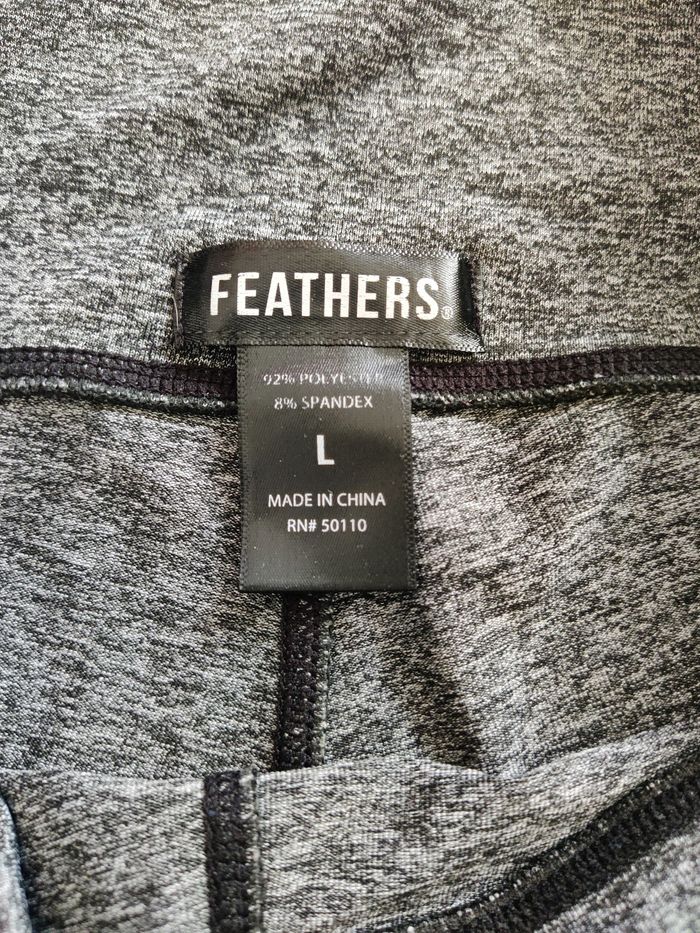 FEATHERS®
92% POLYESTER
8% SPANDEX
L
MADE IN CHINA
RN# 50110